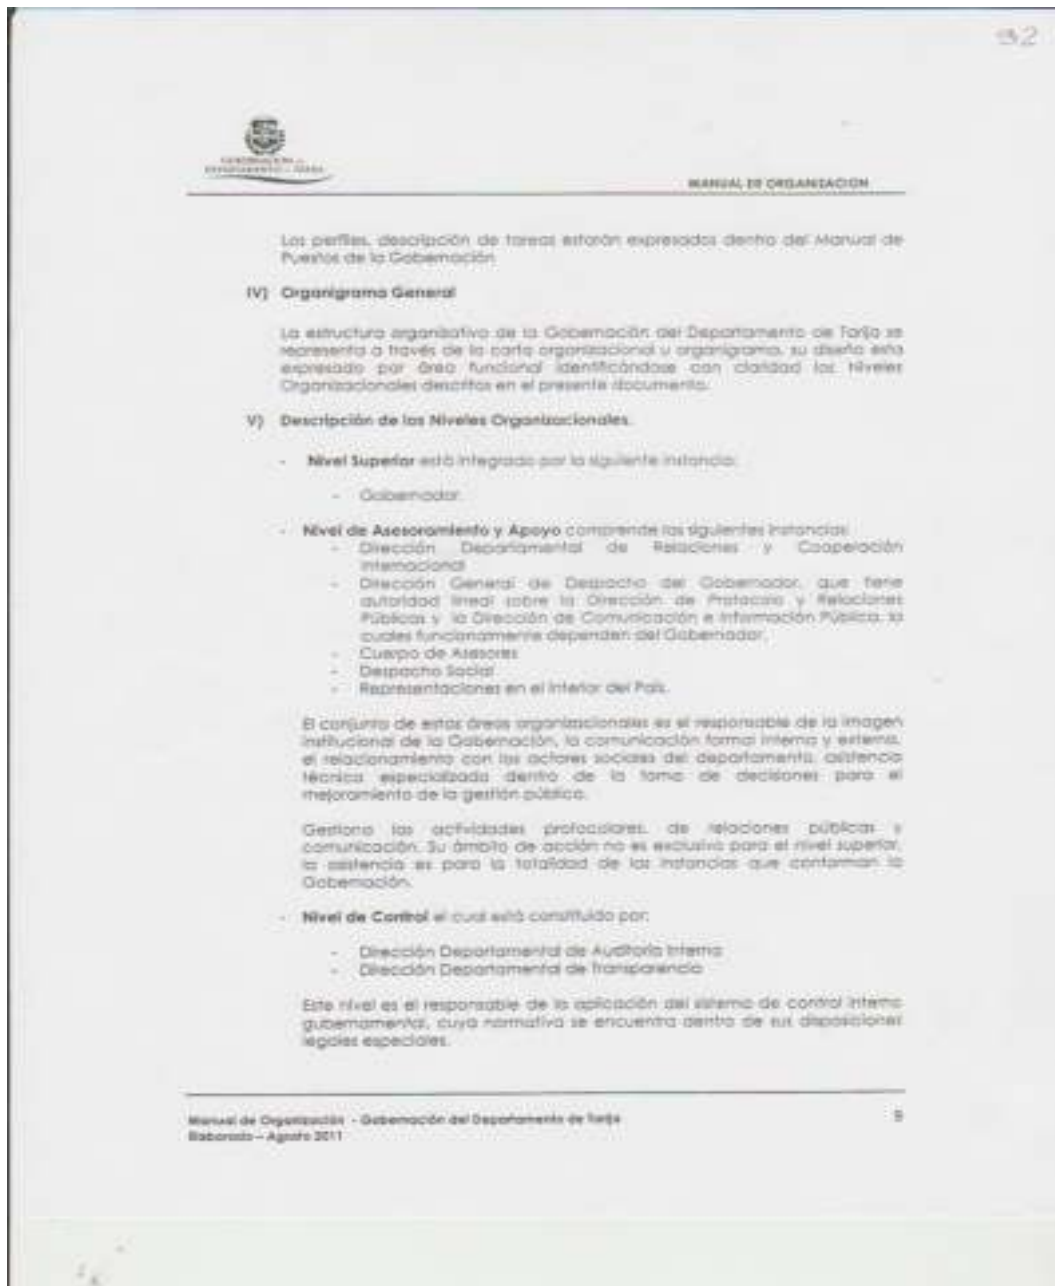 92
GOBERNACIÓN del
DEPARTAMENTO de TARIJA
MANUAL DE ORGANIZACIÓN
Los perfiles, descripción de tareas estarán expresados dentro del Manual de
Puestos de la Gobernación
IV) Organigrama General
La estructura organizativa de la Gobernación del Departamento de Tarija se
representa a través de la carta organizacional u organigrama, su diseño esta
expresado por área funcional identificándose con claridad los Niveles
Organizacionales descritos en el presente documento.
V) Descripción de los Niveles Organizacionales.
- Nivel Superior está integrado por la siguiente instancia:
- Gobernador.
- Nivel de Asesoramiento y Apoyo comprende las siguientes instancias:
- Dirección Departamental de Relaciones y Cooperación
Internacional
- Dirección General de Despacho del Gobernador, que tiene
autoridad lineal sobre la Dirección de Protocolo y Relaciones
Públicas y la Dirección de Comunicación e Información Pública, la
cuales funcionalmente dependen del Gobernador.
- Cuerpo de Asesores
- Despacho Social
- Representaciones en el Interior del País.
El conjunto de estas áreas organizacionales es el responsable de la imagen
institucional de la Gobernación, la comunicación formal interna y externa,
el relacionamiento con los actores sociales del departamento, asistencia
técnica especializada dentro de la toma de decisiones para el
mejoramiento de la gestión pública.
Gestiona las actividades protocolares, de relaciones públicas y
comunicación. Su ámbito de acción no es exclusivo para el nivel superior,
la asistencia es para la totalidad de las instancias que conforman la
Gobernación.
- Nivel de Control el cual está constituido por:
- Dirección Departamental de Auditoría Interna
- Dirección Departamental de Transparencia
Este nivel es el responsable de la aplicación del sistema de control interno
gubernamental, cuya normativa se encuentra dentro de sus disposiciones
legales especiales.
Manual de Organización - Gobernación del Departamento de Tarija
Elaborado – Agosto 2011